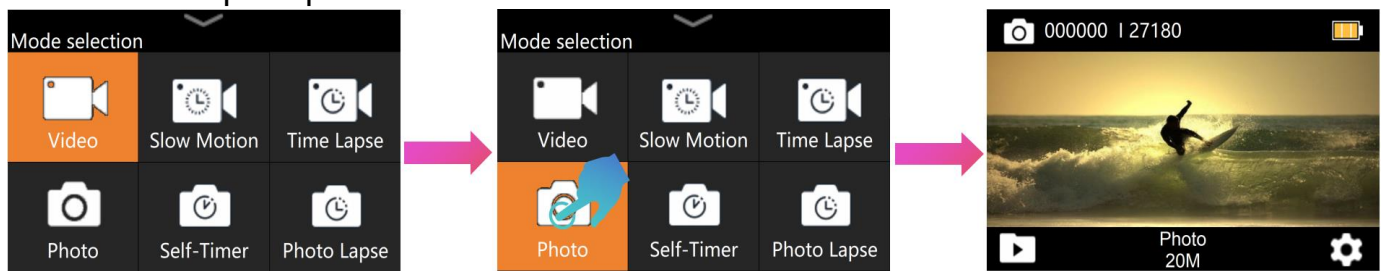 Mode selection
Video Slow Motion Time Lapse
Photo Self-Timer Photo Lapse
Mode selection
Video Slow Motion Time Lapse
Photo Self-Timer Photo Lapse
000000 I 27180
Photo
20M